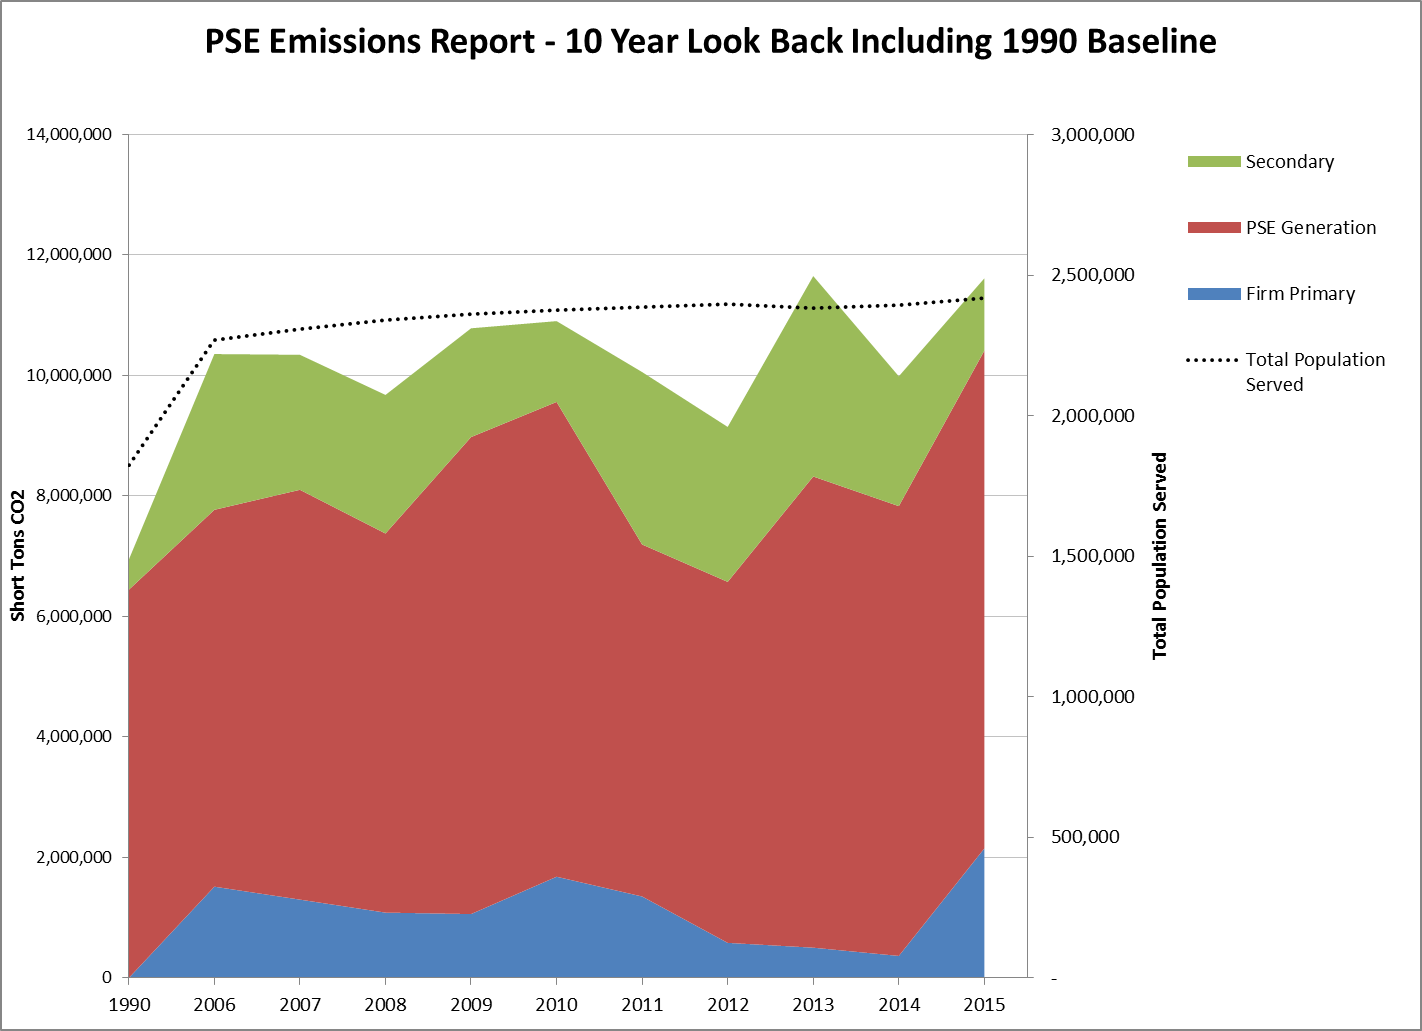 PSE Emissions Report - 10 Year Look Back Including 1990 Baseline
14,000,000
12,000,000
10,000,000
8,000,000
6,000,000
4,000,000
2,000,000
0
Short Tons CO2
3,000,000
2,500,000
2,000,000
1,500,000
1,000,000
500,000
-
Total Population Served
Secondary
PSE Generation
Firm Primary
Total Population
Served
1990 2006 2007 2008 2009 2010 2011 2012 2013 2014 2015